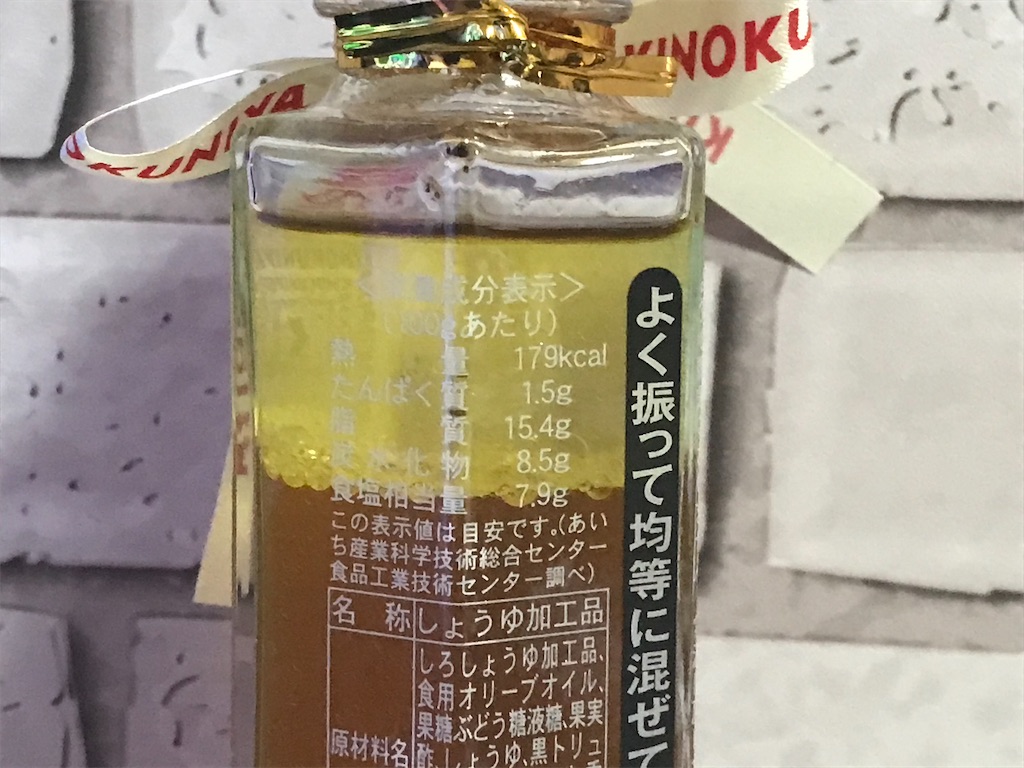 KUNIYA
KINOKU
KI
<栄養成分表示>
(100gあたり)
熱量 179kcal
たんぱく質 1.5g
脂質 15.4g
炭水化物 8.5g
食塩相当量 7.9g
この表示値は目安です。(あい
ち産業科学技術総合センター
食品工業技術センター調べ)
名称 しょうゆ加工品
原材料名 しろしょうゆ加工品、
食用オリーブオイル、
果糖ぶどう糖液糖、果実
酢、しょうゆ、黒トリュ
よく振って均等に混ぜて